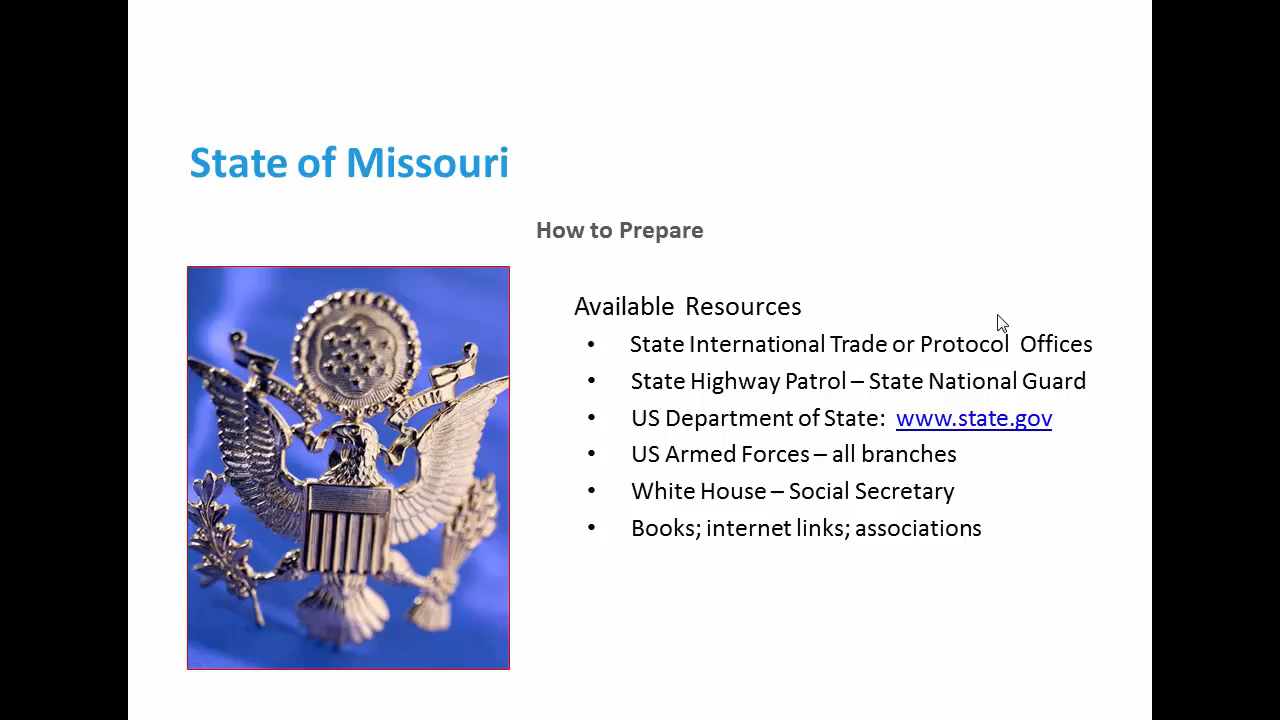 State of Missouri
How to Prepare
Available Resources
• State International Trade or Protocol Offices
• State Highway Patrol – State National Guard
• US Department of State: www.state.gov
• US Armed Forces – all branches
• White House – Social Secretary
• Books; internet links; associations